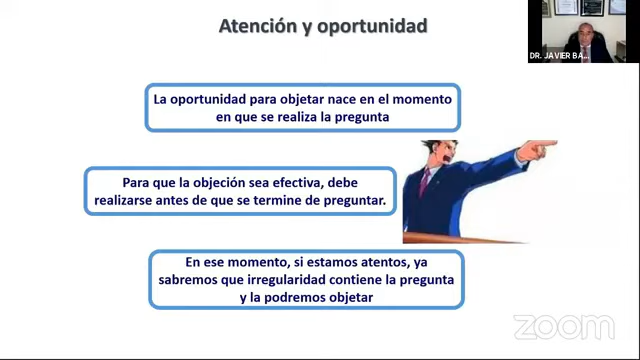 Atención y oportunidad
DR. JAVIER BA...
La oportunidad para objetar nace en el momento
en que se realiza la pregunta
Para que la objeción sea efectiva, debe
realizarse antes de que se termine de preguntar.
En ese momento, si estamos atentos, ya
sabremos que irregularidad contiene la pregunta
y la podremos objetar
zoom